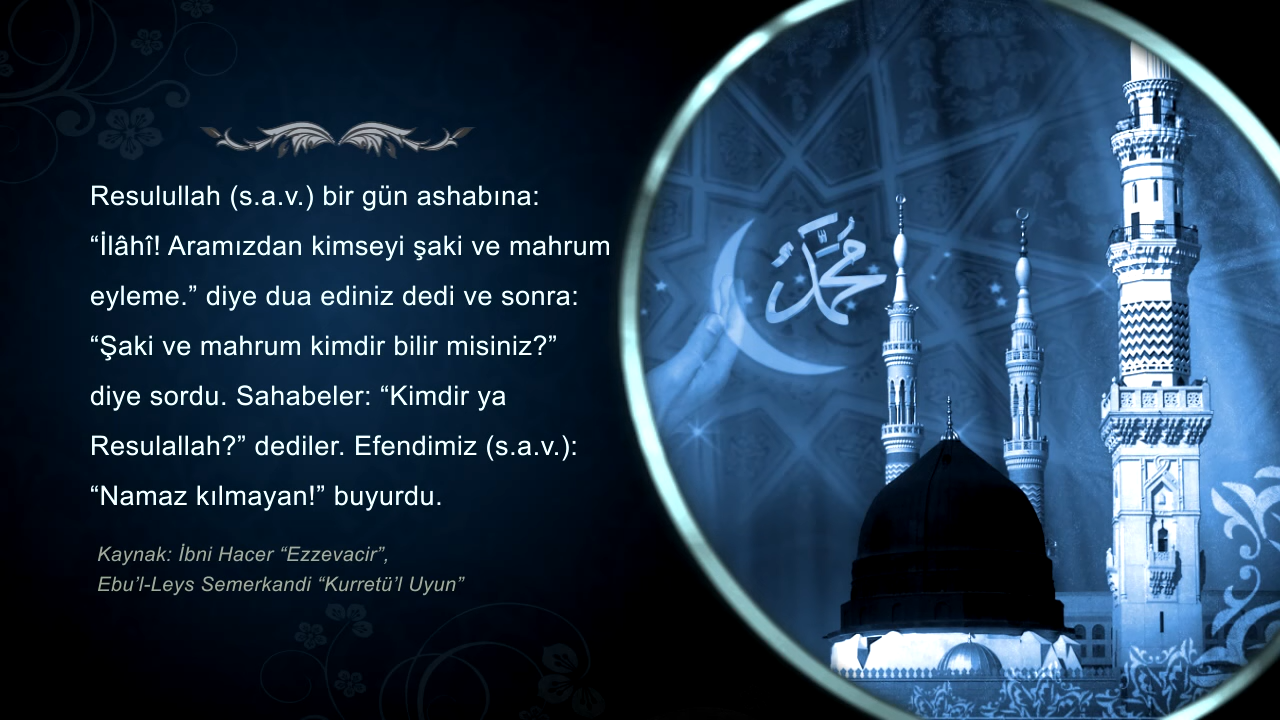 Resulullah (s.a.v.) bir gün ashabına:
“İlâhî! Aramızdan kimseyi şaki ve mahrum
eyleme.” diye dua ediniz dedi ve sonra:
“Şaki ve mahrum kimdir bilir misiniz?”
diye sordu. Sahabeler: “Kimdir ya
Resulallah?” dediler. Efendimiz (s.a.v.):
“Namaz kılmayan!” buyurdu.
Kaynak: İbni Hacer “Ezzevacir”,
Ebu’l-Leys Semerkandi “Kurretü’l Uyun”
محمد